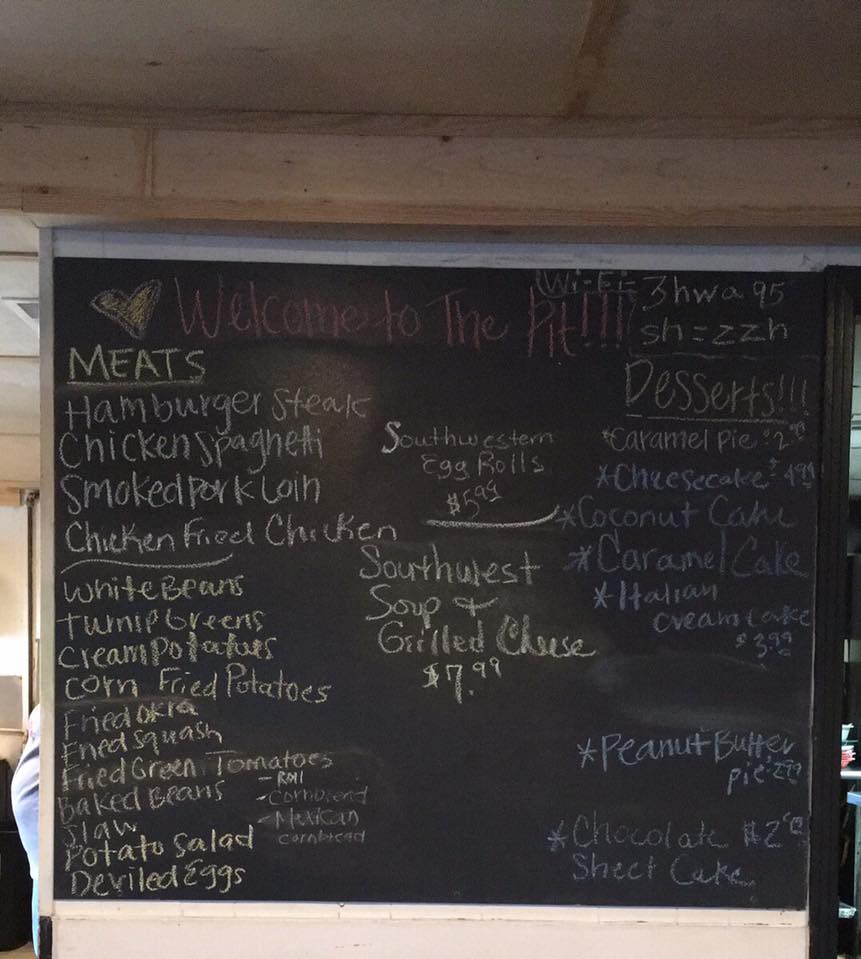 Welcome to The Pit!!!
Wi-Fi-
3hwa95
sh=zzh
MEATS
Hamburger Steak
Chicken Spaghetti
Smoked Pork Loin
Chicken Fried Chicken
White Beans
Turnip Greens
Cream Potatoes
Corn Fried Potatoes
Fried Okra
Fried Squash
Fried Green Tomatoes
Baked Beans
Slaw
Potato Salad
Deviled Eggs
- Roll
- Cornbread
- Mexican
cornbread
Southwestern
Egg Rolls
$5.99
Southwest
Soup +
Grilled Cheese
$7.99
Desserts!!!
*Caramel Pie $2.99
*Cheesecake $4.99
*Coconut Cake
*Caramel Cake
*Italian
cream cake
$3.99
*Peanut Butter
pie $2.99
*Chocolate $2
Sheet Cake